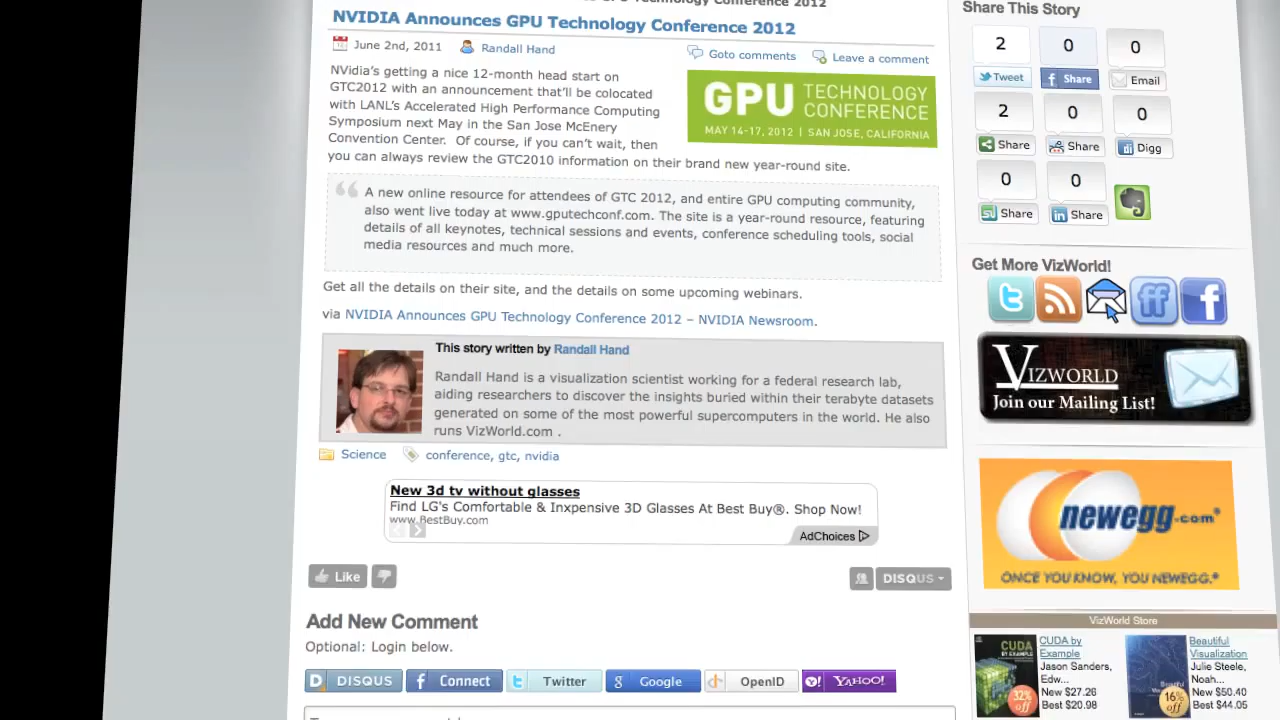 NVIDIA Announces GPU Technology Conference 2012
June 2nd, 2011
Randall Hand
Goto comments
Leave a comment
NVidia's getting a nice 12-month head start on
GTC2012 with an announcement that'll be colocated
with LANL's Accelerated High Performance Computing
Symposium next May in the San Jose McEnery
Convention Center. Of course, if you can't wait, then
you can always review the GTC2010 information on their brand new year-round site.
GPU TECHNOLOGY
CONFERENCE
MAY 14-17, 2012 | SAN JOSE, CALIFORNIA
A new online resource for attendees of GTC 2012, and entire GPU computing community,
also went live today at www.gputechconf.com. The site is a year-round resource, featuring
details of all keynotes, technical sessions and events, conference scheduling tools, social
media resources and much more.
Get all the details on their site, and the details on some upcoming webinars.
via NVIDIA Announces GPU Technology Conference 2012 – NVIDIA Newsroom.
This story written by Randall Hand
Randall Hand is a visualization scientist working for a federal research lab,
aiding researchers to discover the insights buried within their terabyte datasets
generated on some of the most powerful supercomputers in the world. He also
runs VizWorld.com .
Science
conference, gtc, nvidia
New 3d tv without glasses
Find LG's Comfortable & Inxpensive 3D Glasses At Best Buy®. Shop Now!
www.BestBuy.com
AdChoices
Like
DISQUS
Add New Comment
Optional: Login below.
D DISQUS
f Connect
Twitter
g Google
OpenID
Y! YAHOO!
Share This Story
2 0 0
Tweet Share Email
2 0 0
Share Share Digg
0 0
Share Share
Get More VizWorld!
VIZWORLD
Join our Mailing List!
newegg.com®
ONCE YOU KNOW, YOU NEWEGG.®
VizWorld Store
CUDA
BY EXAMPLE
32%
off
CUDA by
Example
Jason Sanders,
Edw...
New $27.26
Best $20.98
16%
off
Beautiful
Visualization
Julie Steele,
Noah...
New $50.40
Best $44.05